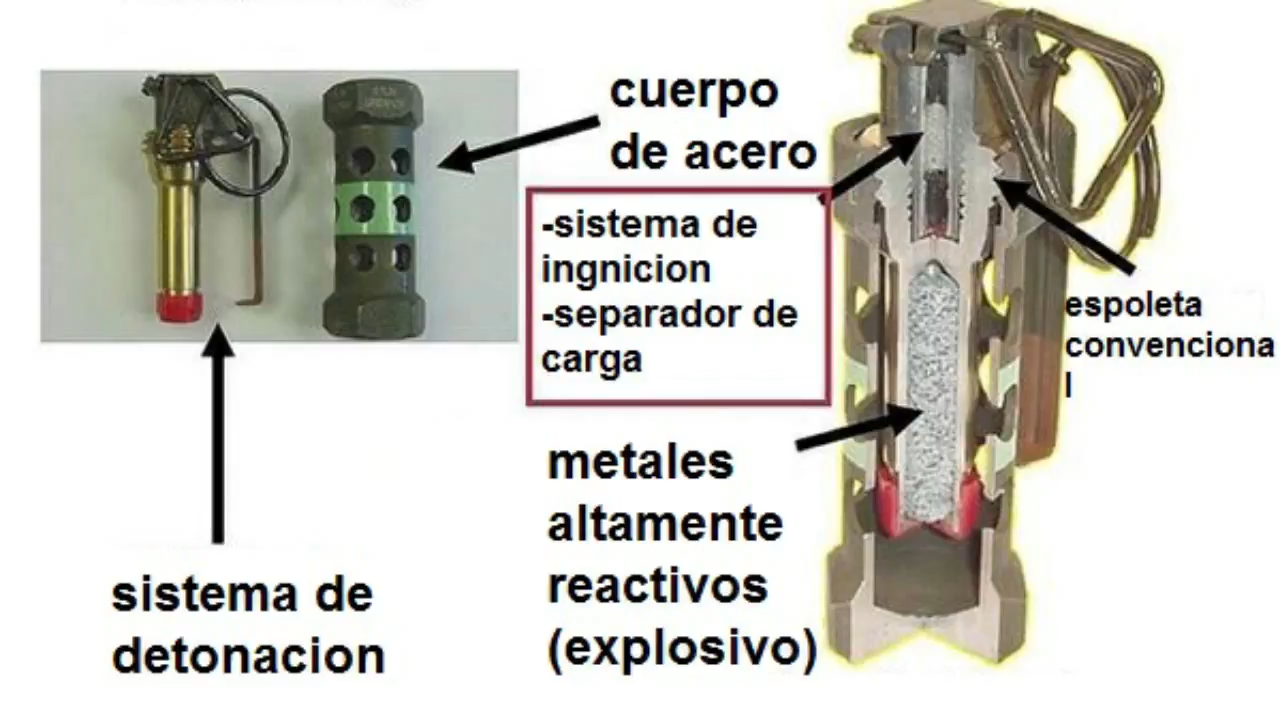 cuerpo
de acero
-sistema de
ingnicion
-separador de
carga
espoleta
convenciona
l
metales
altamente
reactivos
(explosivo)
sistema de
detonacion